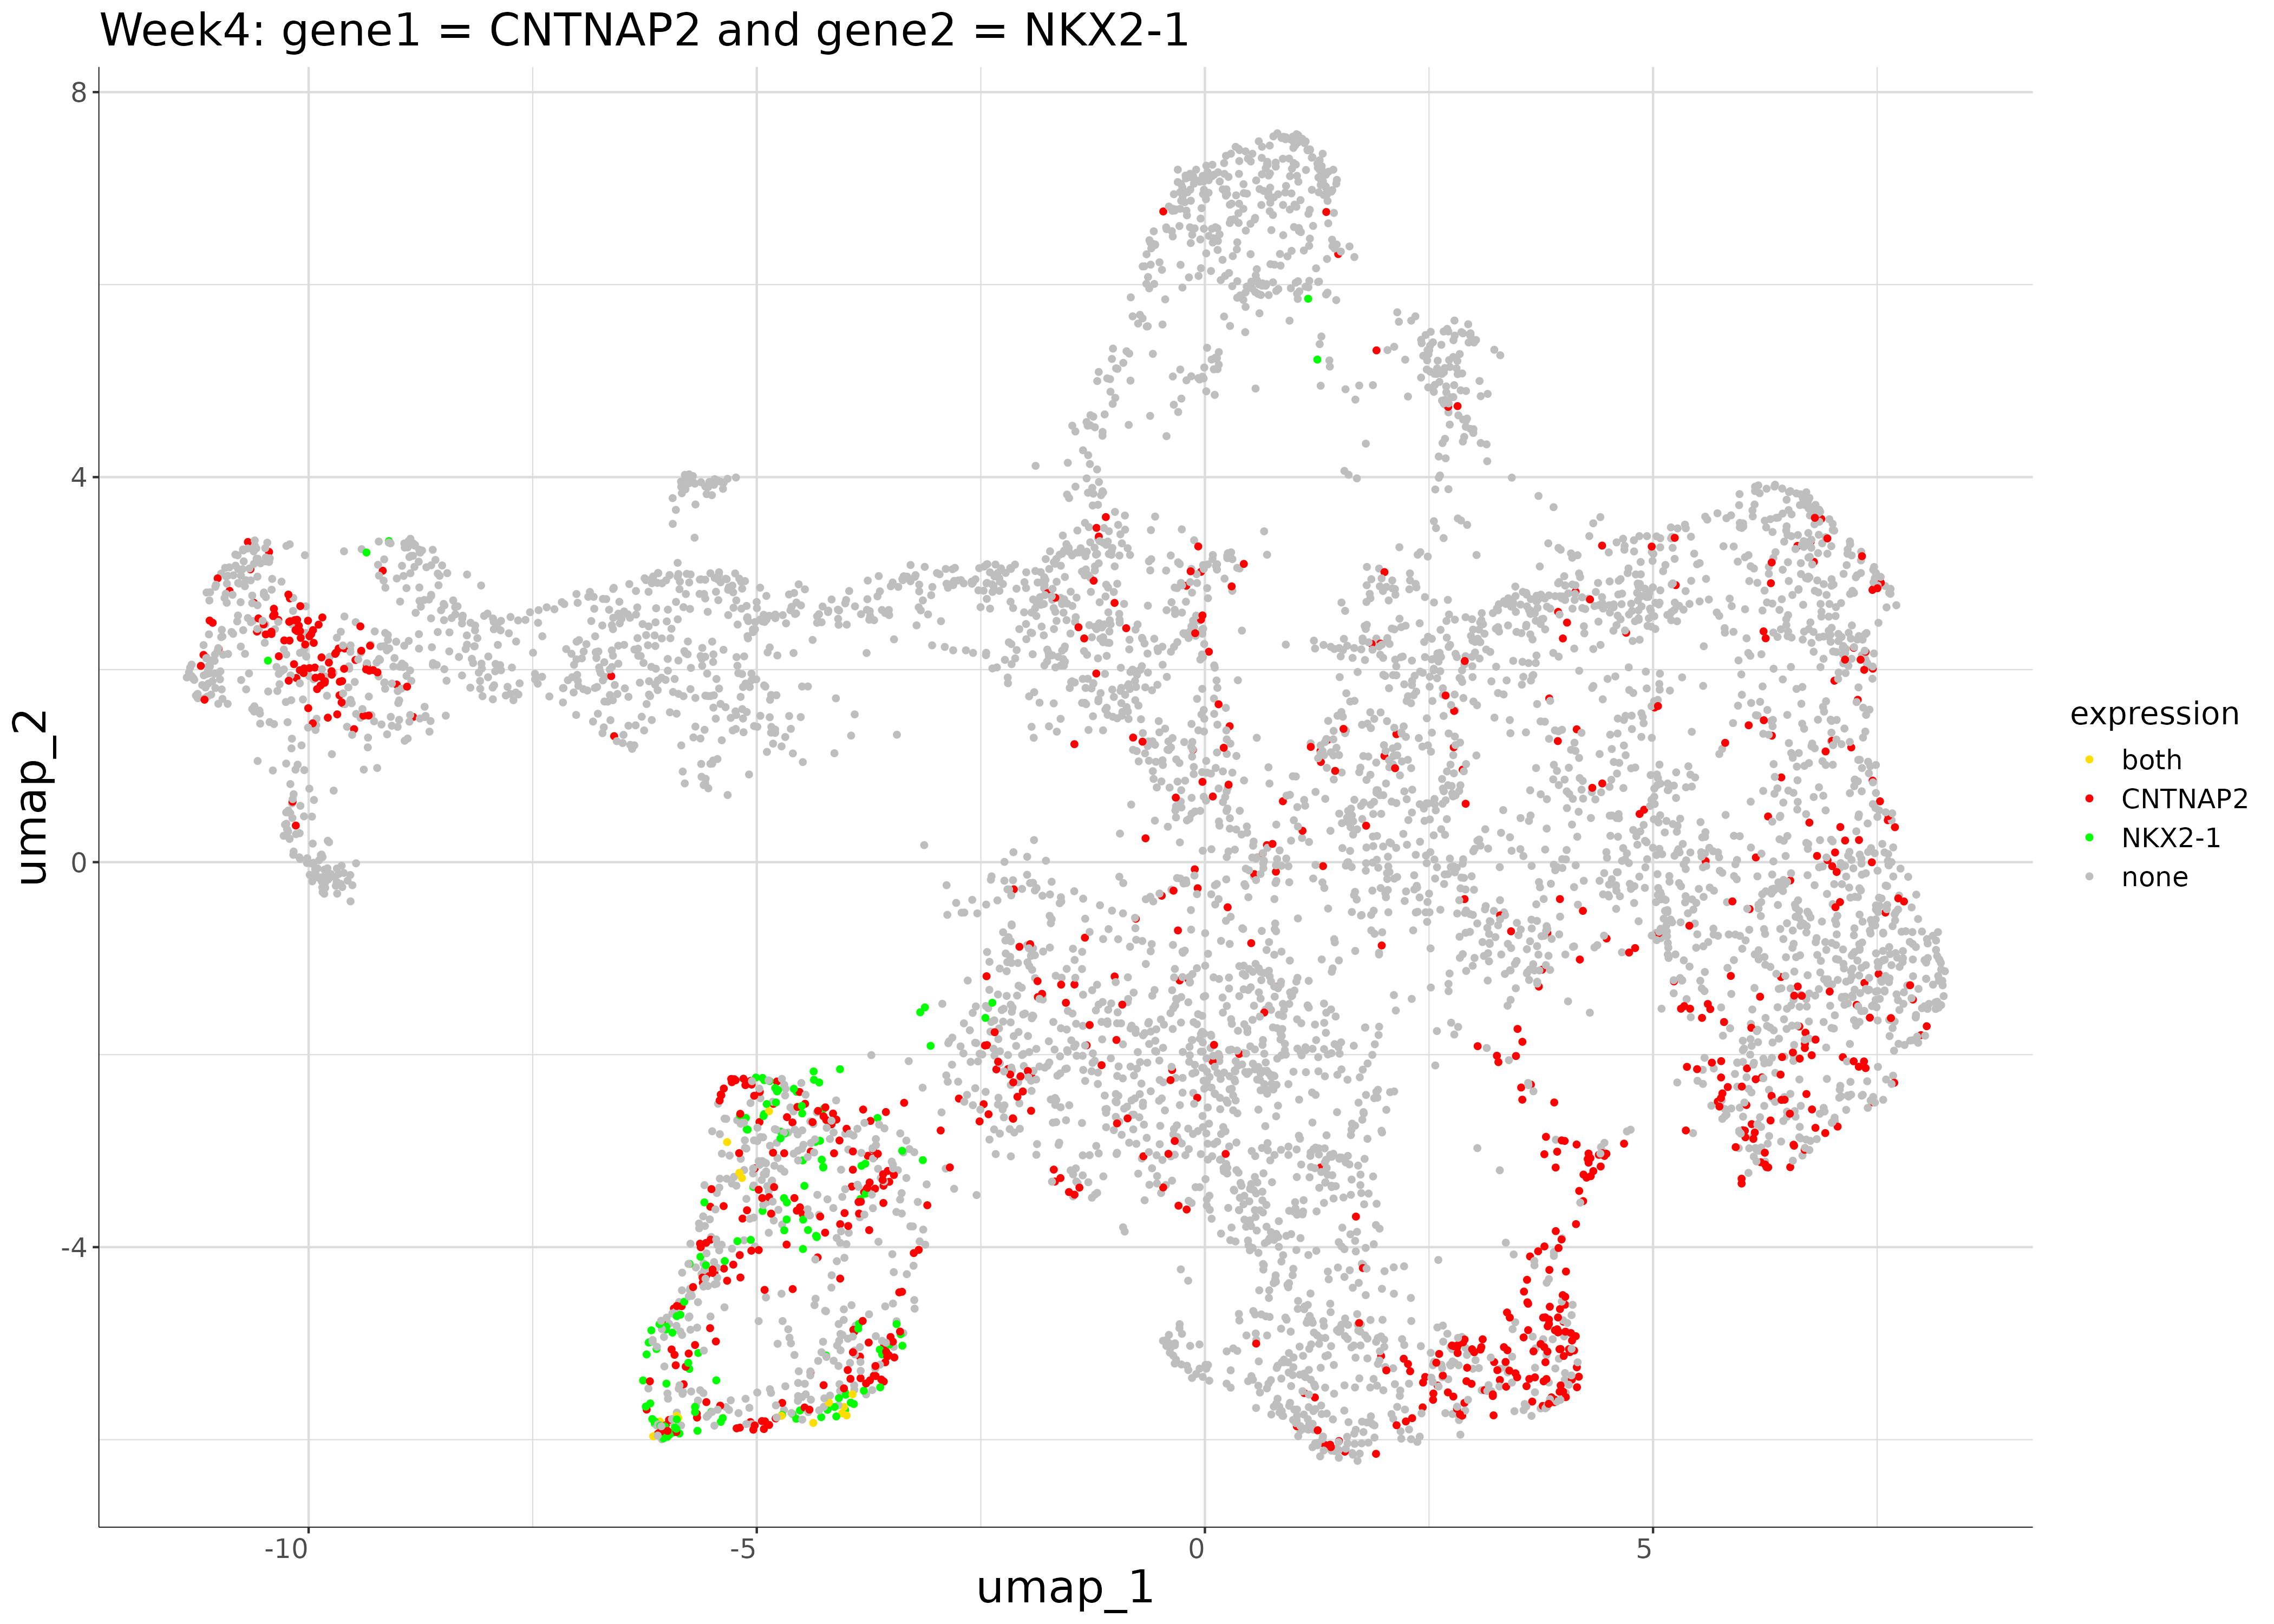 Week4: gene1 = CNTNAP2 and gene2 = NKX2-1
8
4
0
-4
umap_2
-10
-5
0
5
umap_1
expression
both
CNTNAP2
NKX2-1
none